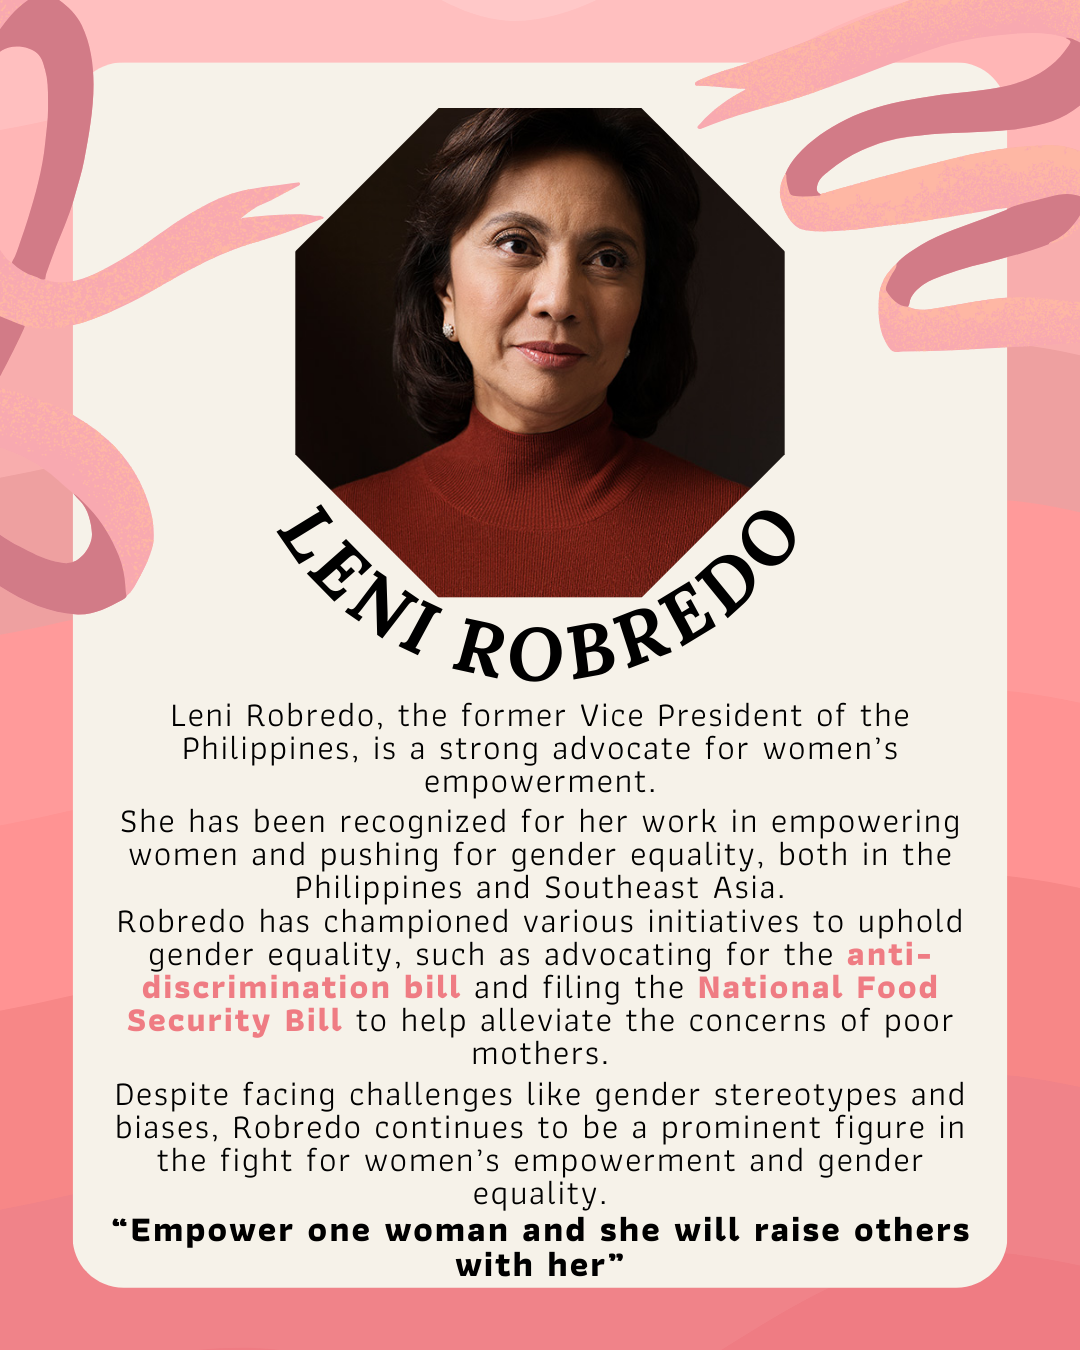 LENI ROBREDO
Leni Robredo, the former Vice President of the
Philippines, is a strong advocate for women’s
empowerment.
She has been recognized for her work in empowering
women and pushing for gender equality, both in the
Philippines and Southeast Asia.
Robredo has championed various initiatives to uphold
gender equality, such as advocating for the anti-
discrimination bill and filing the National Food
Security Bill to help alleviate the concerns of poor
mothers.
Despite facing challenges like gender stereotypes and
biases, Robredo continues to be a prominent figure in
the fight for women’s empowerment and gender
equality.
“Empower one woman and she will raise others
with her”